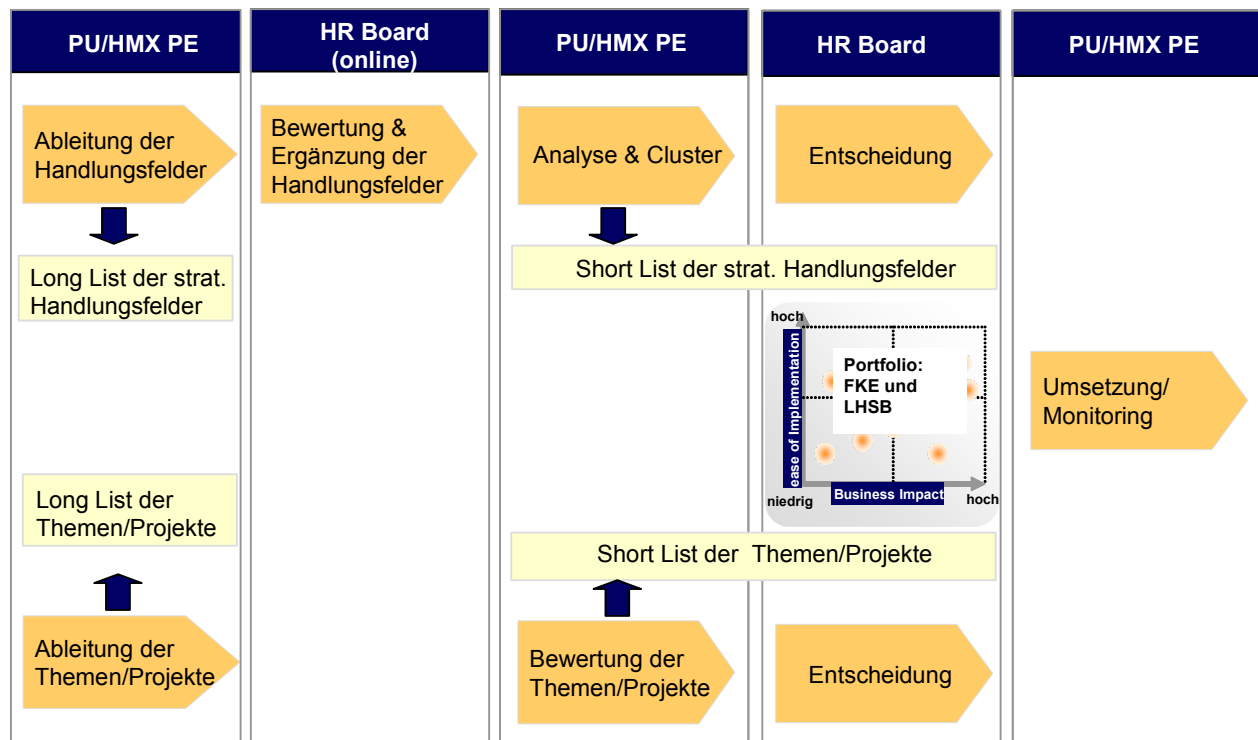 PU/HMX PE
HR Board
(online)
PU/HMX PE
HR Board
PU/HMX PE
Ableitung der
Handlungsfelder
Bewertung &
Ergänzung der
Handlungsfelder
Analyse & Cluster
Entscheidung
Long List der strat.
Handlungsfelder
Short List der strat. Handlungsfelder
hoch
ease of Implementation
Portfolio:
FKE und
LHSB
niedrig
Business Impact
hoch
Umsetzung/
Monitoring
Long List der
Themen/Projekte
Short List der Themen/Projekte
Ableitung der
Themen/Projekte
Bewertung der
Themen/Projekte
Entscheidung